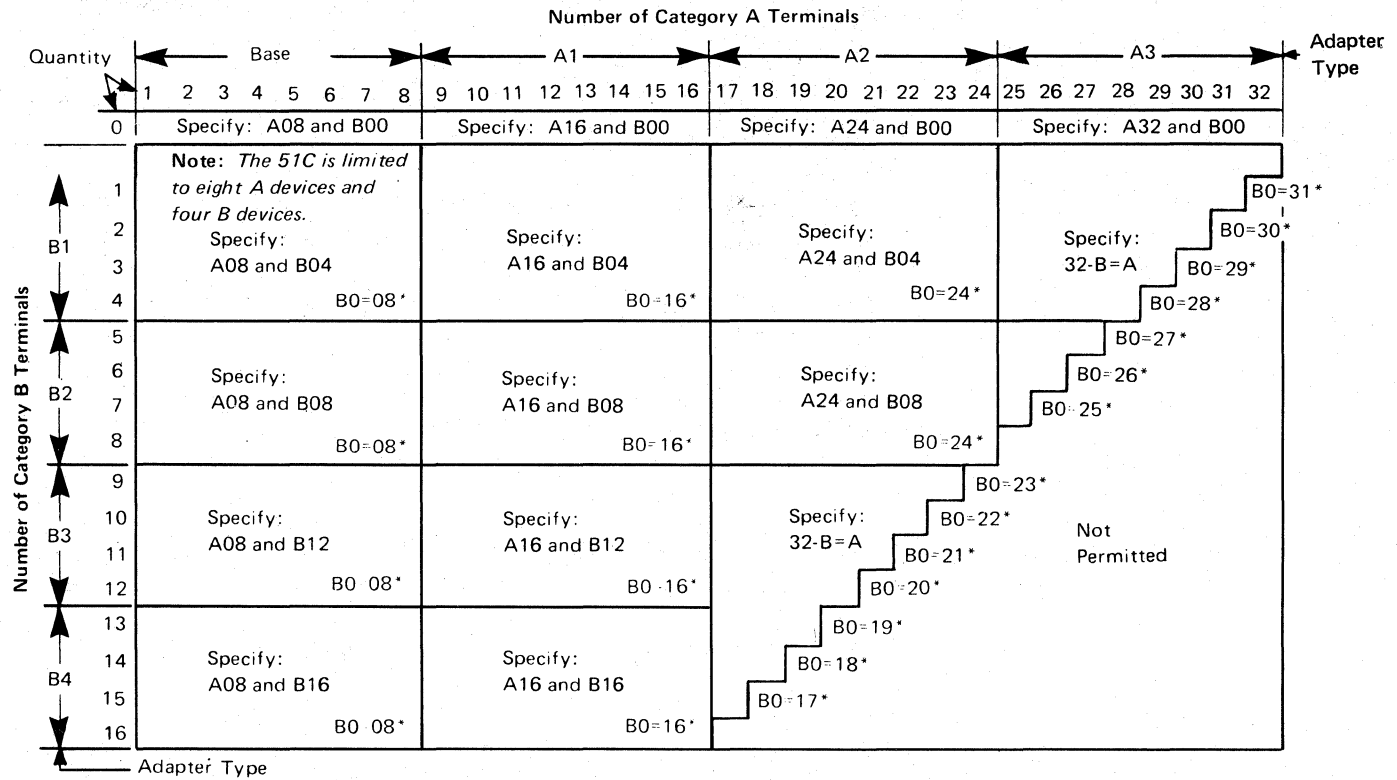 Number of Category A Terminals
Quantity
Base
A1
A2
A3
Adapter
Type
1 2 3 4 5 6 7 8 9 10 11 12 13 14 15 16 17 18 19 20 21 22 23 24 25 26 27 28 29 30 31 32
0 Specify: A08 and B00 Specify: A16 and B00 Specify: A24 and B00 Specify: A32 and B00
Number of Category B Terminals
B1
1
2
3
4
Note: The 51C is limited
to eight A devices and
four B devices.
Specify:
A08 and B04
B0=08*
Specify:
A16 and B04
B0=16*
Specify:
A24 and B04
B0=24*
Specify:
32-B=A
B0=31*
B0=30*
B0=29*
B0=28*
B2
5
6
7
8
Specify:
A08 and B08
B0=08*
Specify:
A16 and B08
B0=16*
Specify:
A24 and B08
B0=24*
B0=27*
B0=26*
B0=25*
B3
9
10
11
12
Specify:
A08 and B12
B0 08*
Specify:
A16 and B12
B0-16*
Specify:
32-B=A
B0=23*
B0=22*
B0=21*
B0=20*
Not
Permitted
B4
13
14
15
16
Specify:
A08 and B16
B0 08*
Specify:
A16 and B16
B0=16*
B0=19*
B0=18*
B0=17*
Adapter Type